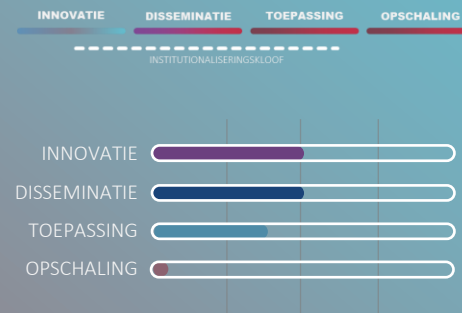 INNOVATIE DISSEMINATIE TOEPASSING OPSCHALING
INSTITUTIONALISERINGSKLOOF
INNOVATIE
DISSEMINATIE
TOEPASSING
OPSCHALING